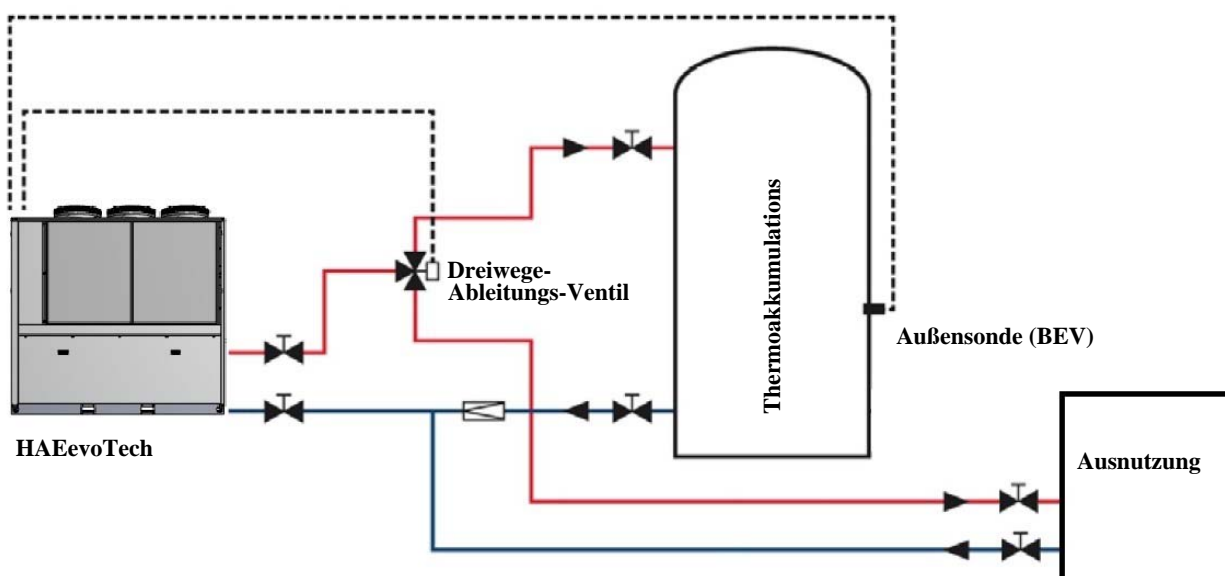 Thermoakkumulations
Dreiwege-
Ableitungs-Ventil
Außensonde (BEV)
HAEevoTech
Ausnutzung